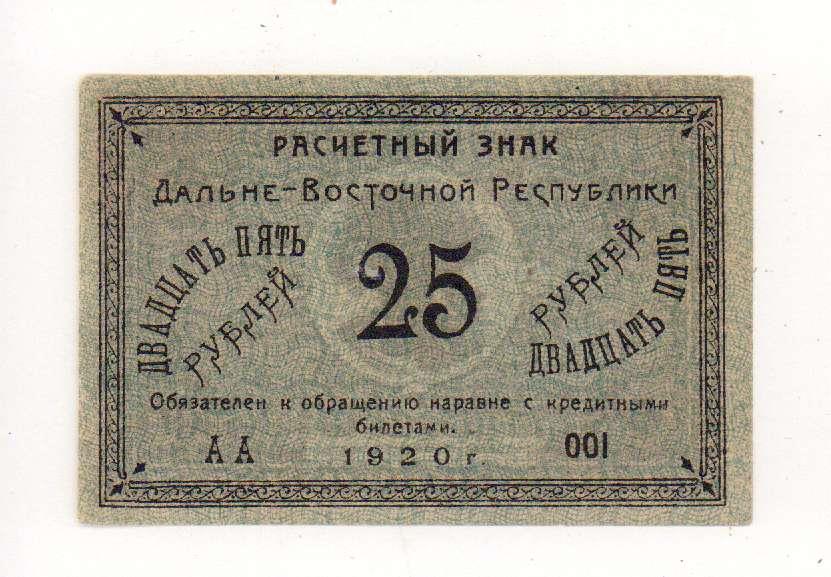 РАСЧЕТНЫЙ ЗНАК
ДАЛЬНЕ-ВОСТОЧНОЙ РЕСПУБЛИКИ
ДВАДЦАТЬ ПЯТЬ
РУБЛЕЙ
25
РУБЛЕЙ
ДВАДЦАТЬ ПЯТЬ
Обязателен к обращению наравне с кредитными
билетами.
АА
1920 г.
001